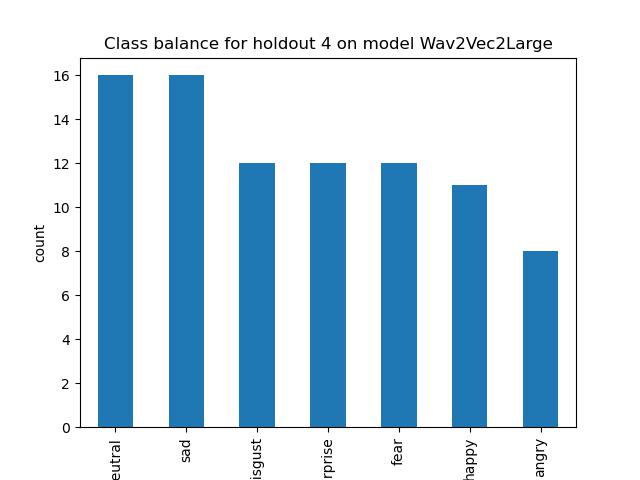 Class balance for holdout 4 on model Wav2Vec2Large
count
16
14
12
10
8
6
4
2
0
eutral
sad
isgust
rprise
fear
happy
angry